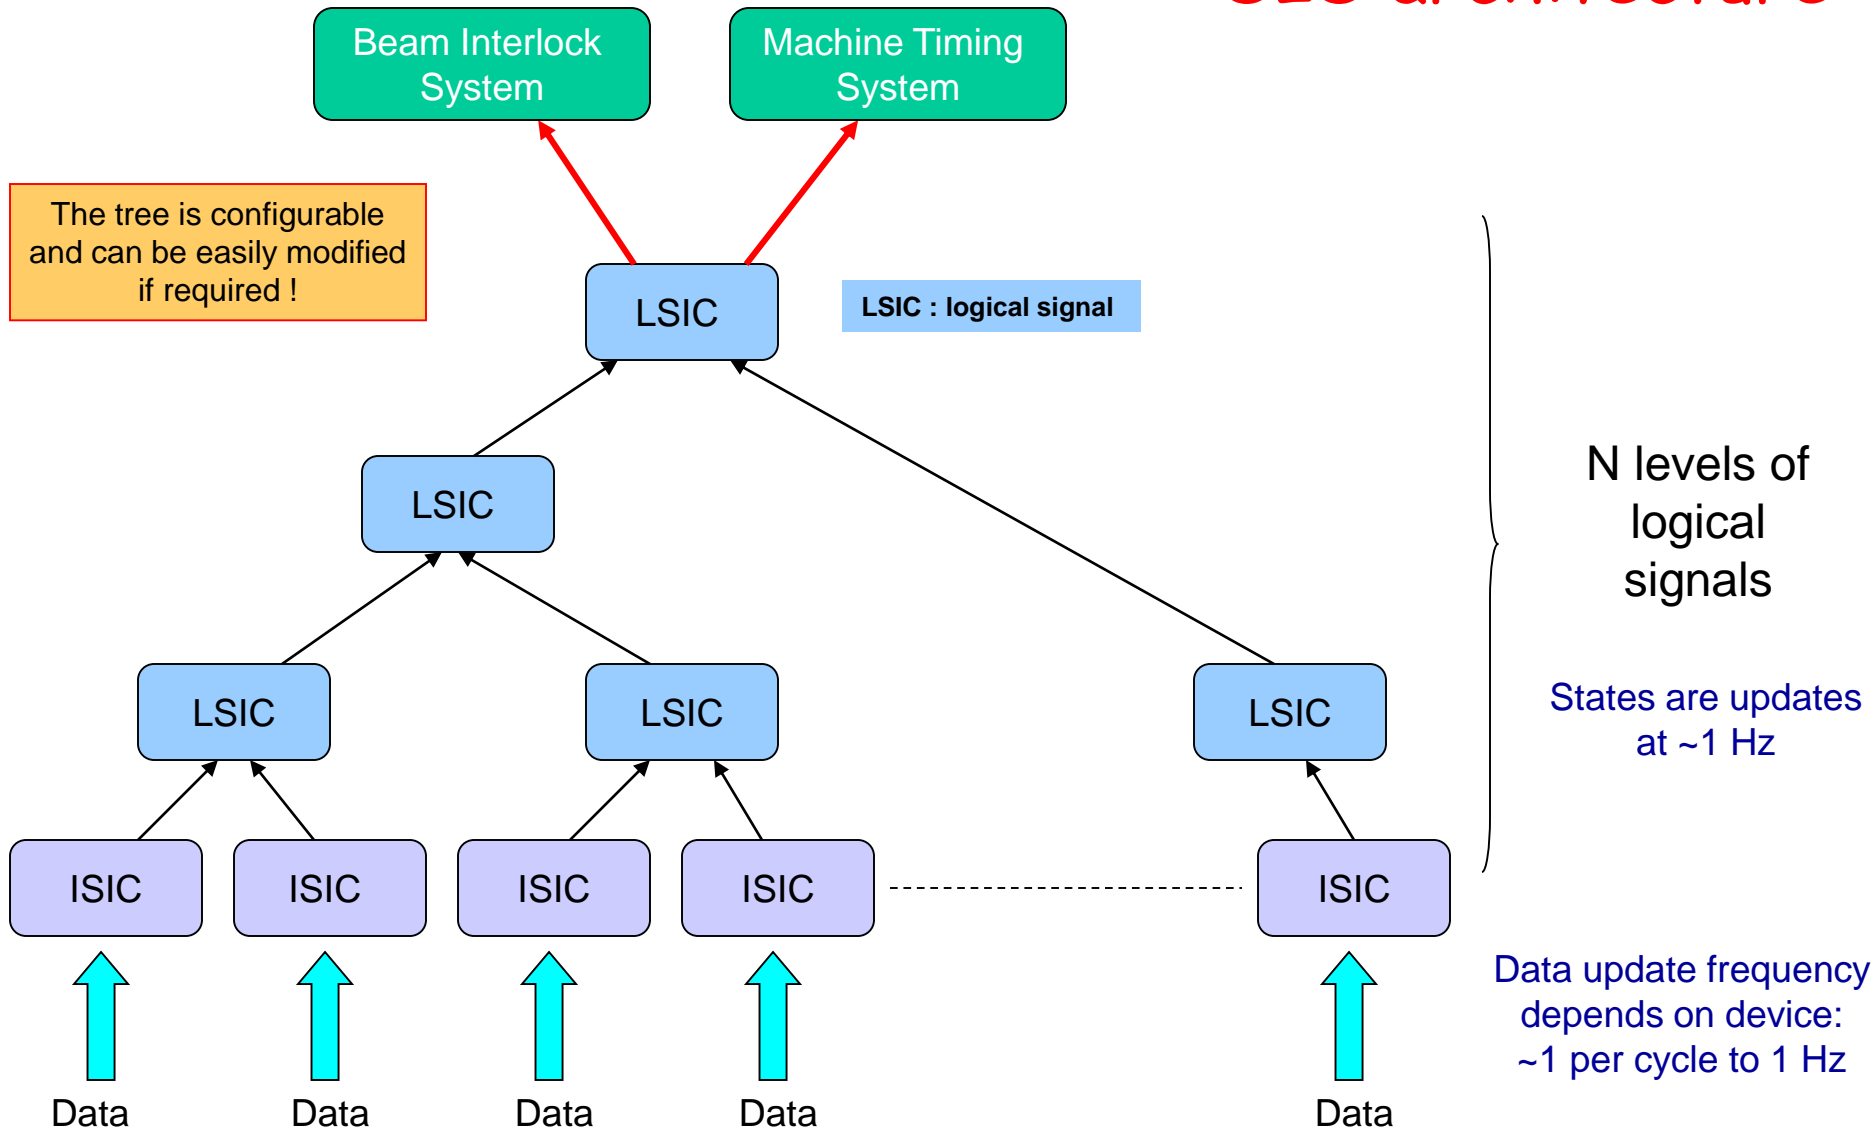 architecture
Beam Interlock
System
Machine Timing
System
The tree is configurable
and can be easily modified
if required !
LSIC
LSIC : logical signal
N levels of
logical
signals
LSIC
LSIC
LSIC
LSIC
States are updates
at ~1 Hz
ISIC
ISIC
ISIC
ISIC
ISIC
Data update frequency
depends on device:
~1 per cycle to 1 Hz
Data
Data
Data
Data
Data